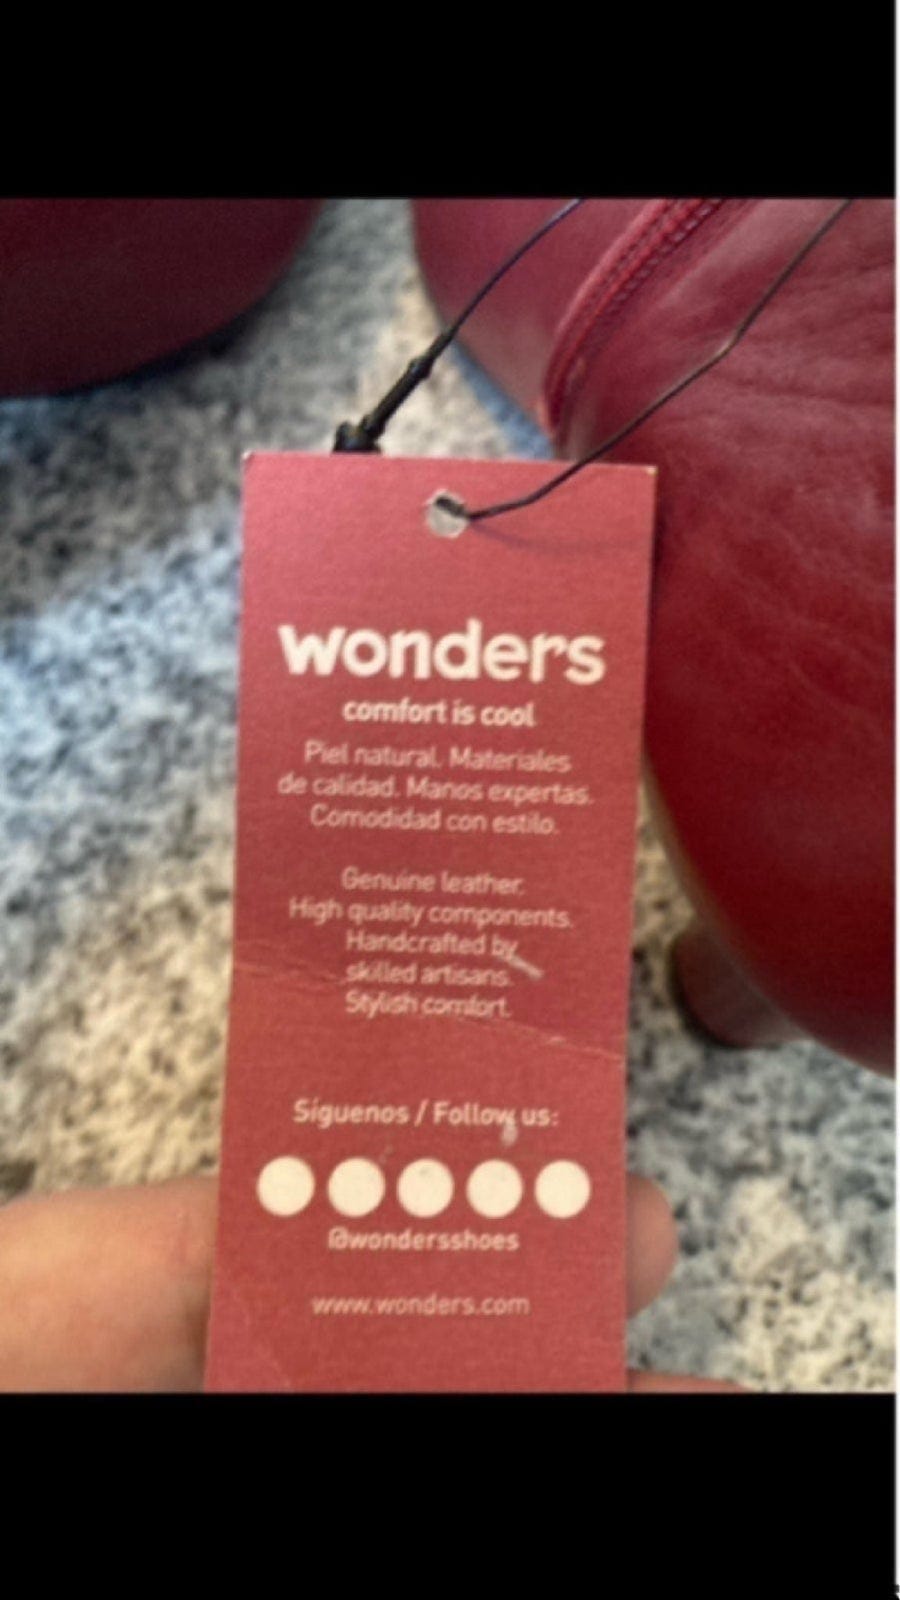 wonders
comfort is cool
Piel natural. Materiales
de calidad. Manos expertas.
Comodidad con estilo.
Genuine leather.
High quality components.
Handcrafted by
skilled artisans.
Stylish comfort.
Síguenos / Follow us:
@wondersshoes
www.wonders.com